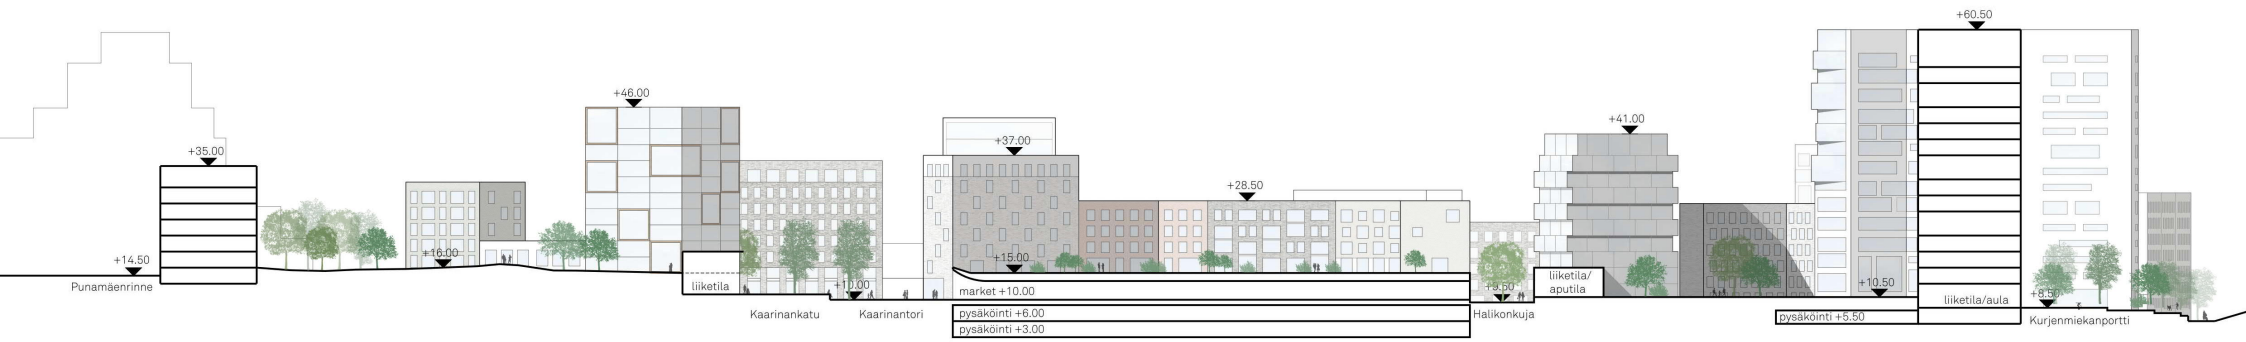 +60.50
+46.00
+41.00
+37.00
+35.00
+28.50
+14.50
+16.00
+15.00
Punamäenrinne
liiketila
+10.00
market +10.00
liiketila/
aputila
+9.50
+10.50
liiketila/aula
+8.50
Kaarinankatu
Kaarinantori
pysäköinti +6.00
pysäköinti +3.00
Halikonkuja
pysäköinti +5.50
Kurjenmiekanportti